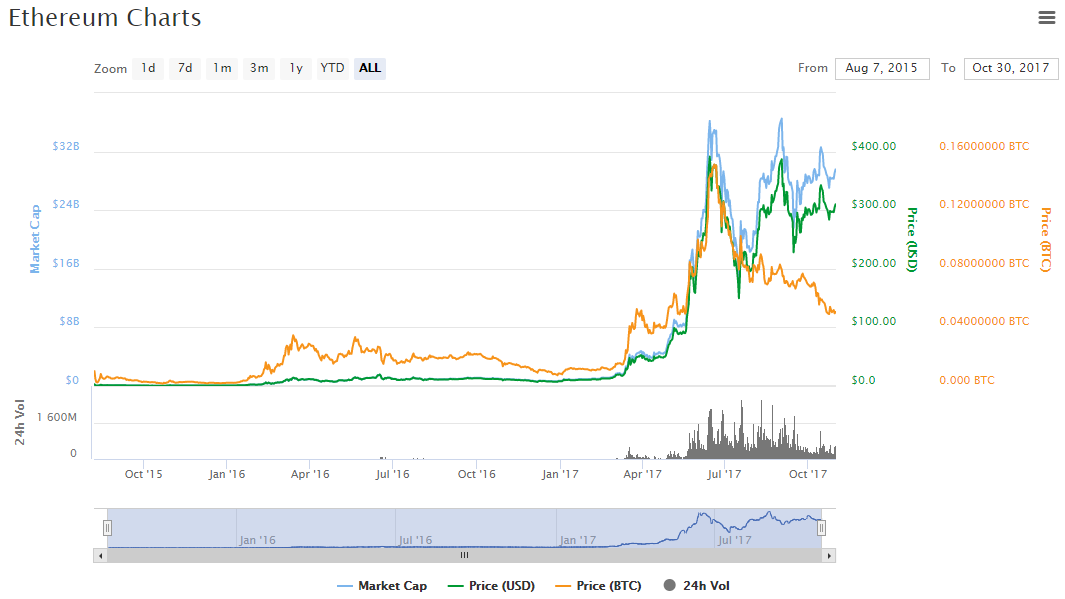 Ethereum Charts
Zoom 1d 7d 1m 3m 1y YTD ALL From Aug 7, 2015 To Oct 30, 2017
$32B $400.00 0.16000000 BTC
$24B $300.00 0.12000000 BTC
Market Cap Price (USD) Price (BTC)
$16B $200.00 0.08000000 BTC
$8B $100.00 0.04000000 BTC
$0 $0.0 0.000 BTC
24h Vol
1 600M
0
Oct '15 Jan '16 Apr '16 Jul '16 Oct '16 Jan '17 Apr '17 Jul '17 Oct '17
Jan '16 Jul '16 Jan '17 Jul '17
Market Cap Price (USD) Price (BTC) 24h Vol